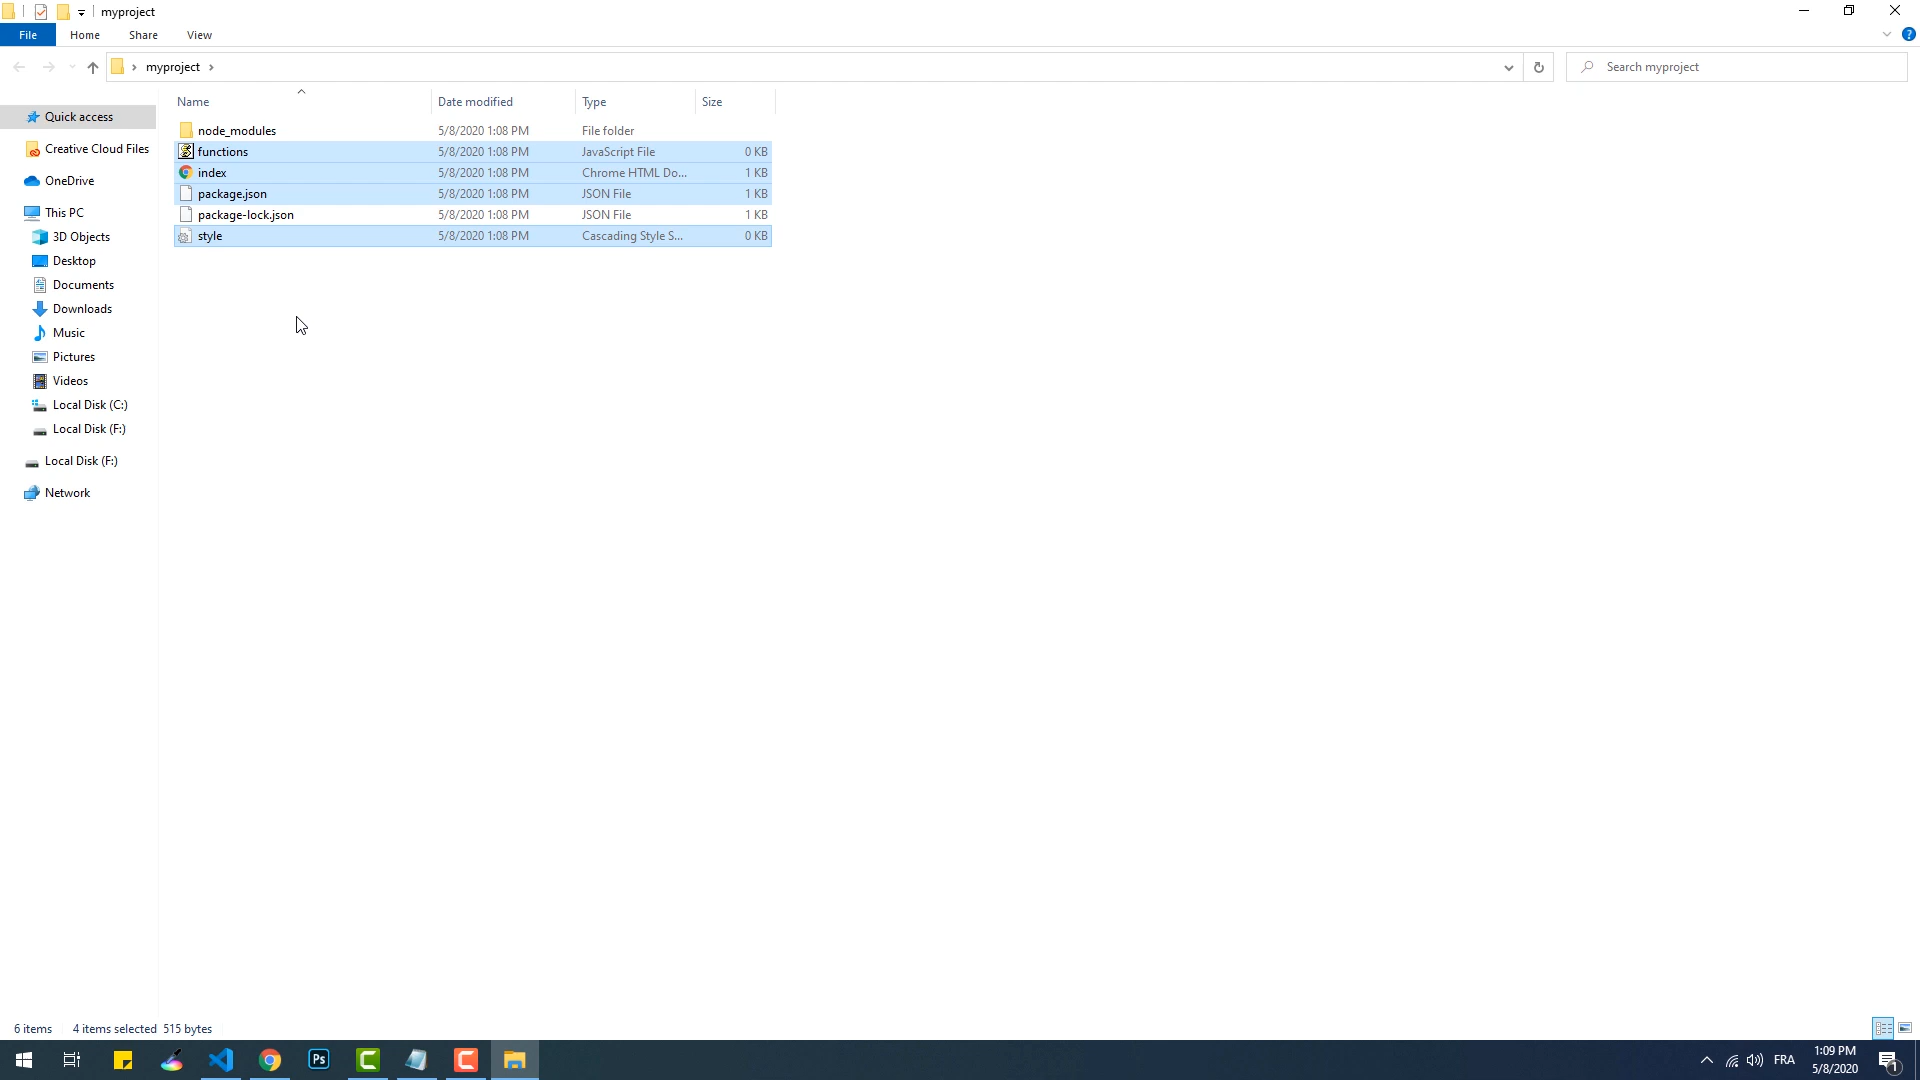 myproject
File Home Share View
myproject
Search myproject
Name Date modified Type Size
Quick access
Creative Cloud Files
OneDrive
This PC
3D Objects
Desktop
Documents
Downloads
Music
Pictures
Videos
Local Disk (C:)
Local Disk (F:)
Local Disk (F:)
Network
node_modules 5/8/2020 1:08 PM File folder
functions 5/8/2020 1:08 PM JavaScript File 0 KB
index 5/8/2020 1:08 PM Chrome HTML Do... 1 KB
package.json 5/8/2020 1:08 PM JSON File 1 KB
package-lock.json 5/8/2020 1:08 PM JSON File 1 KB
style 5/8/2020 1:08 PM Cascading Style S... 0 KB
6 items 4 items selected 515 bytes
Ps
FRA
1:09 PM
5/8/2020
1